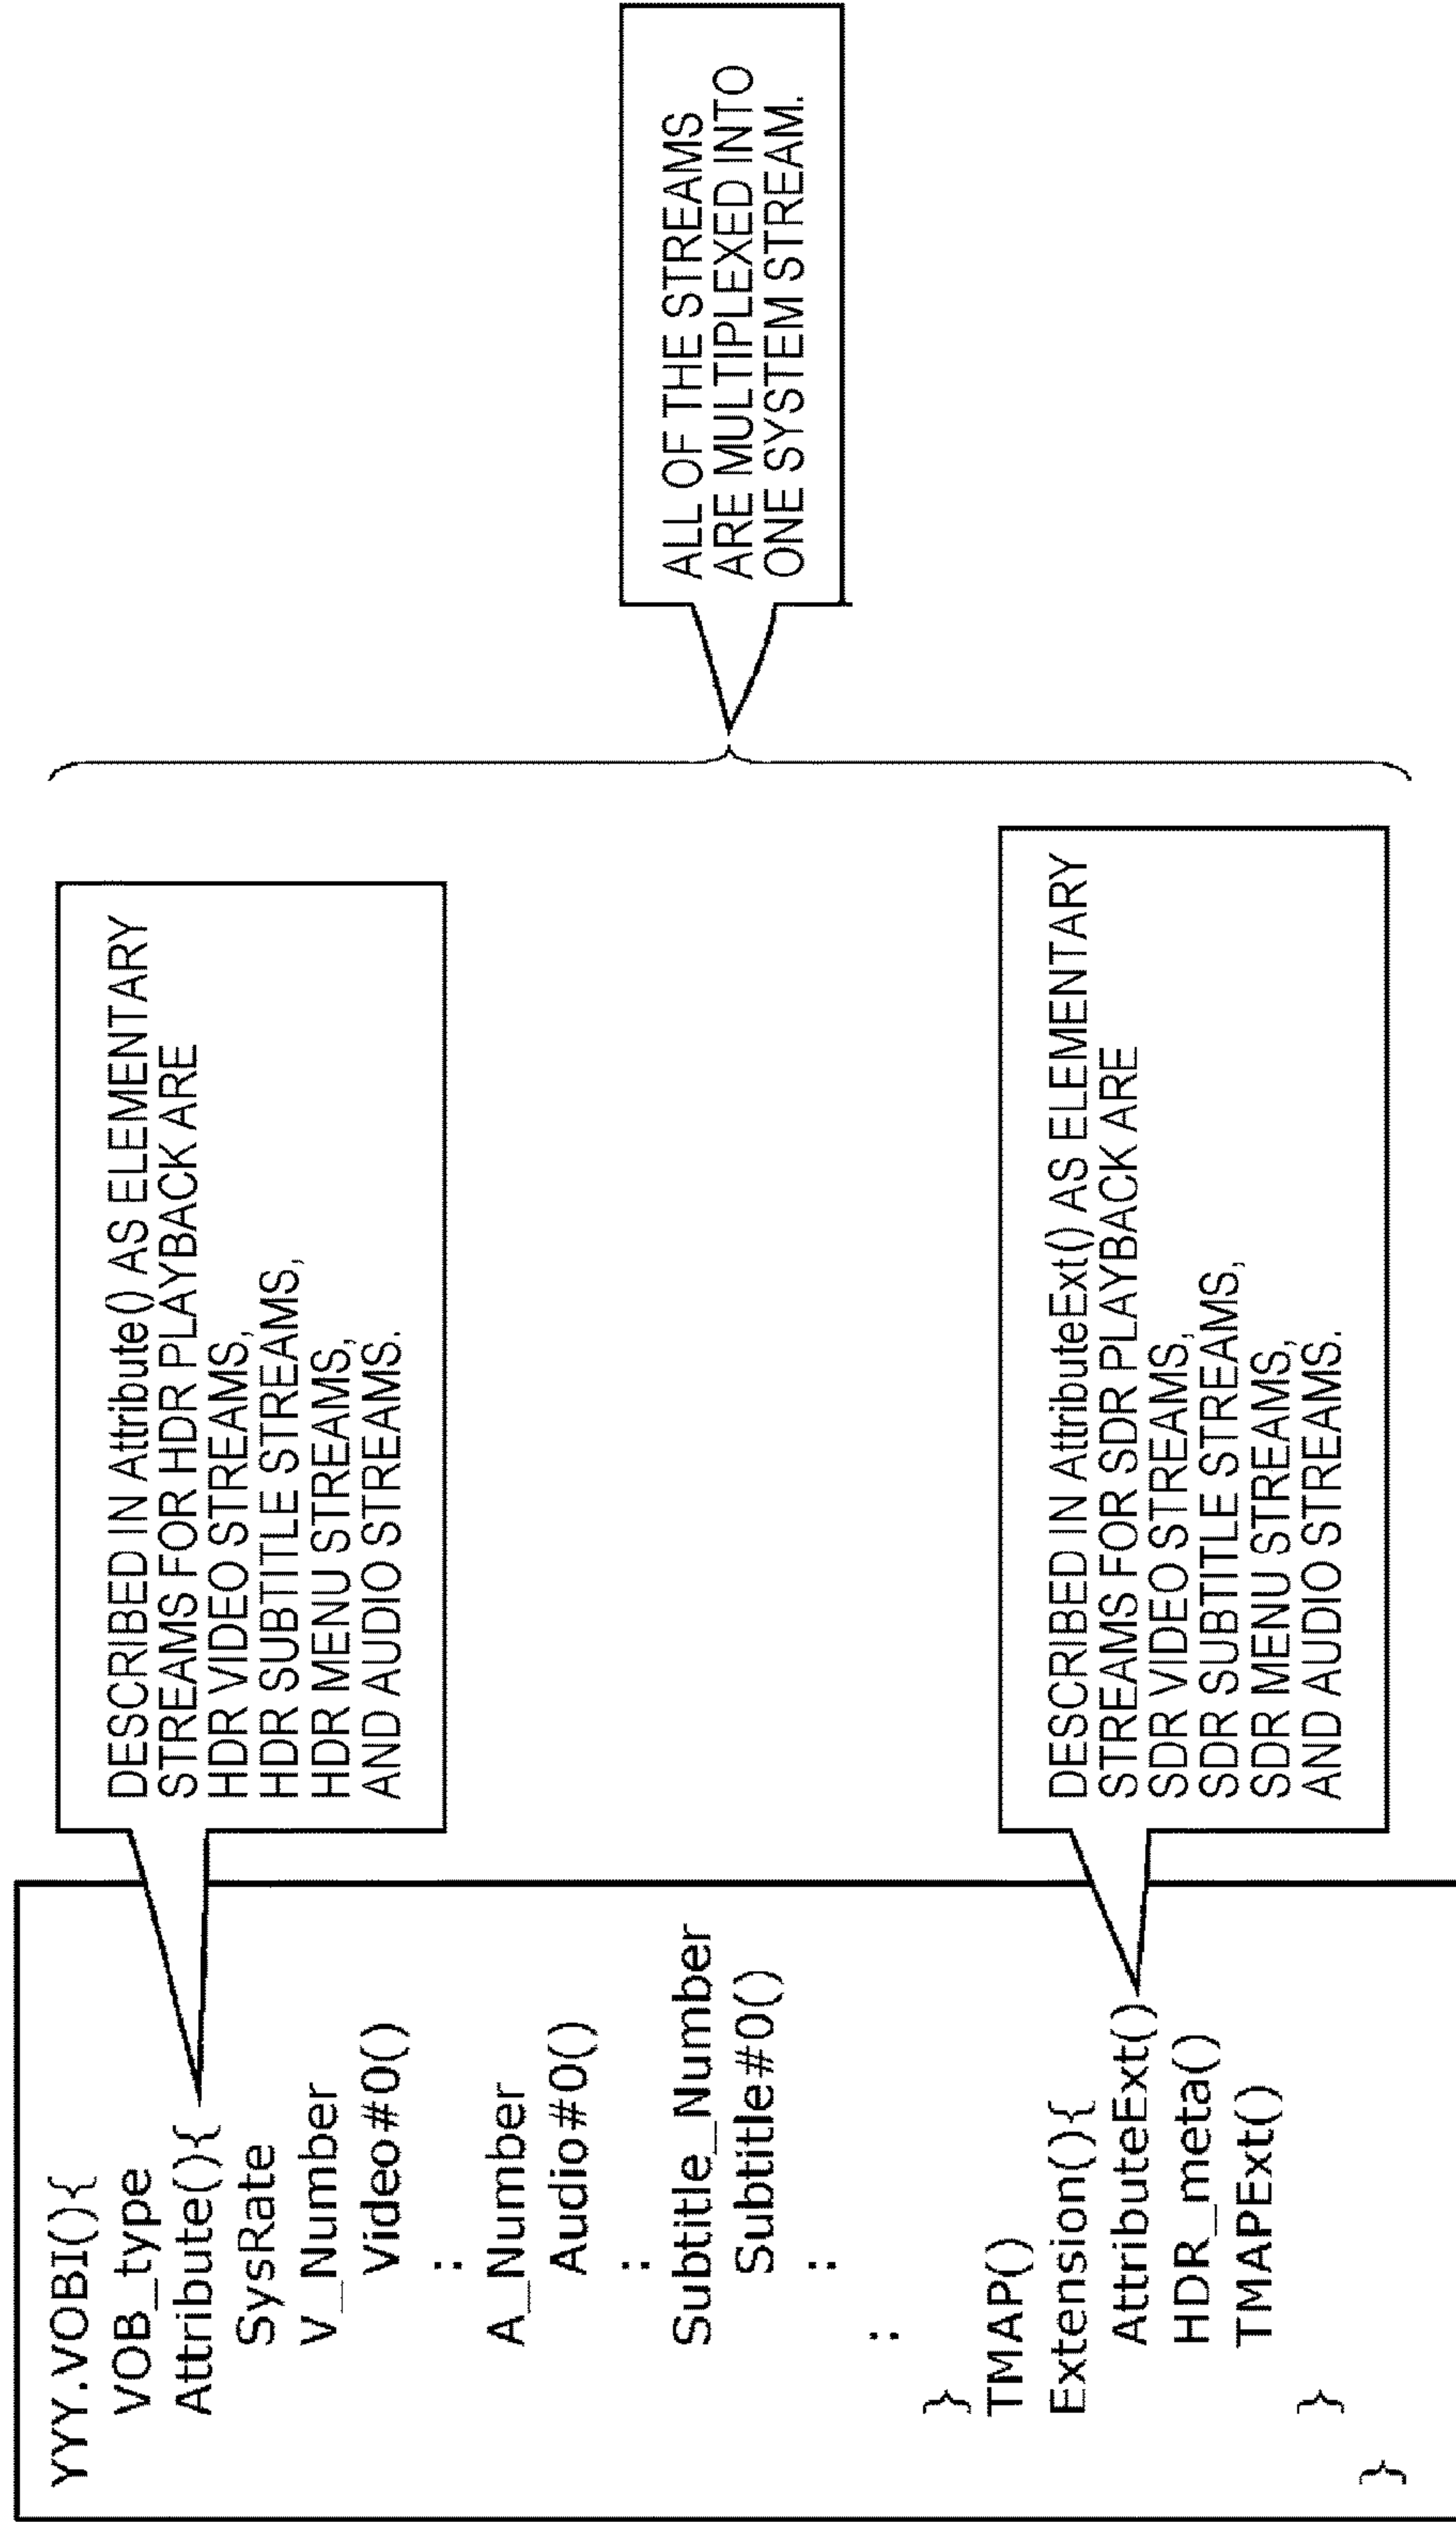 YYY.VOBI(){
VOB_type
Attribute(){
SysRate
V_Number
Video#0()
:
A_Number
Audio#0()
:
Subtitle_Number
Subtitle#0()
:
:
}
TMAP()
Extension(){
AttributeExt()
HDR_meta()
TMAPExt()
}
}
DESCRIBED IN Attribute() AS ELEMENTARY
STREAMS FOR HDR PLAYBACK ARE
HDR VIDEO STREAMS,
HDR SUBTITLE STREAMS,
HDR MENU STREAMS,
AND AUDIO STREAMS.
DESCRIBED IN AttributeExt() AS ELEMENTARY
STREAMS FOR SDR PLAYBACK ARE
SDR VIDEO STREAMS,
SDR SUBTITLE STREAMS,
SDR MENU STREAMS,
AND AUDIO STREAMS.
ALL OF THE STREAMS
ARE MULTIPLEXED INTO
ONE SYSTEM STREAM.